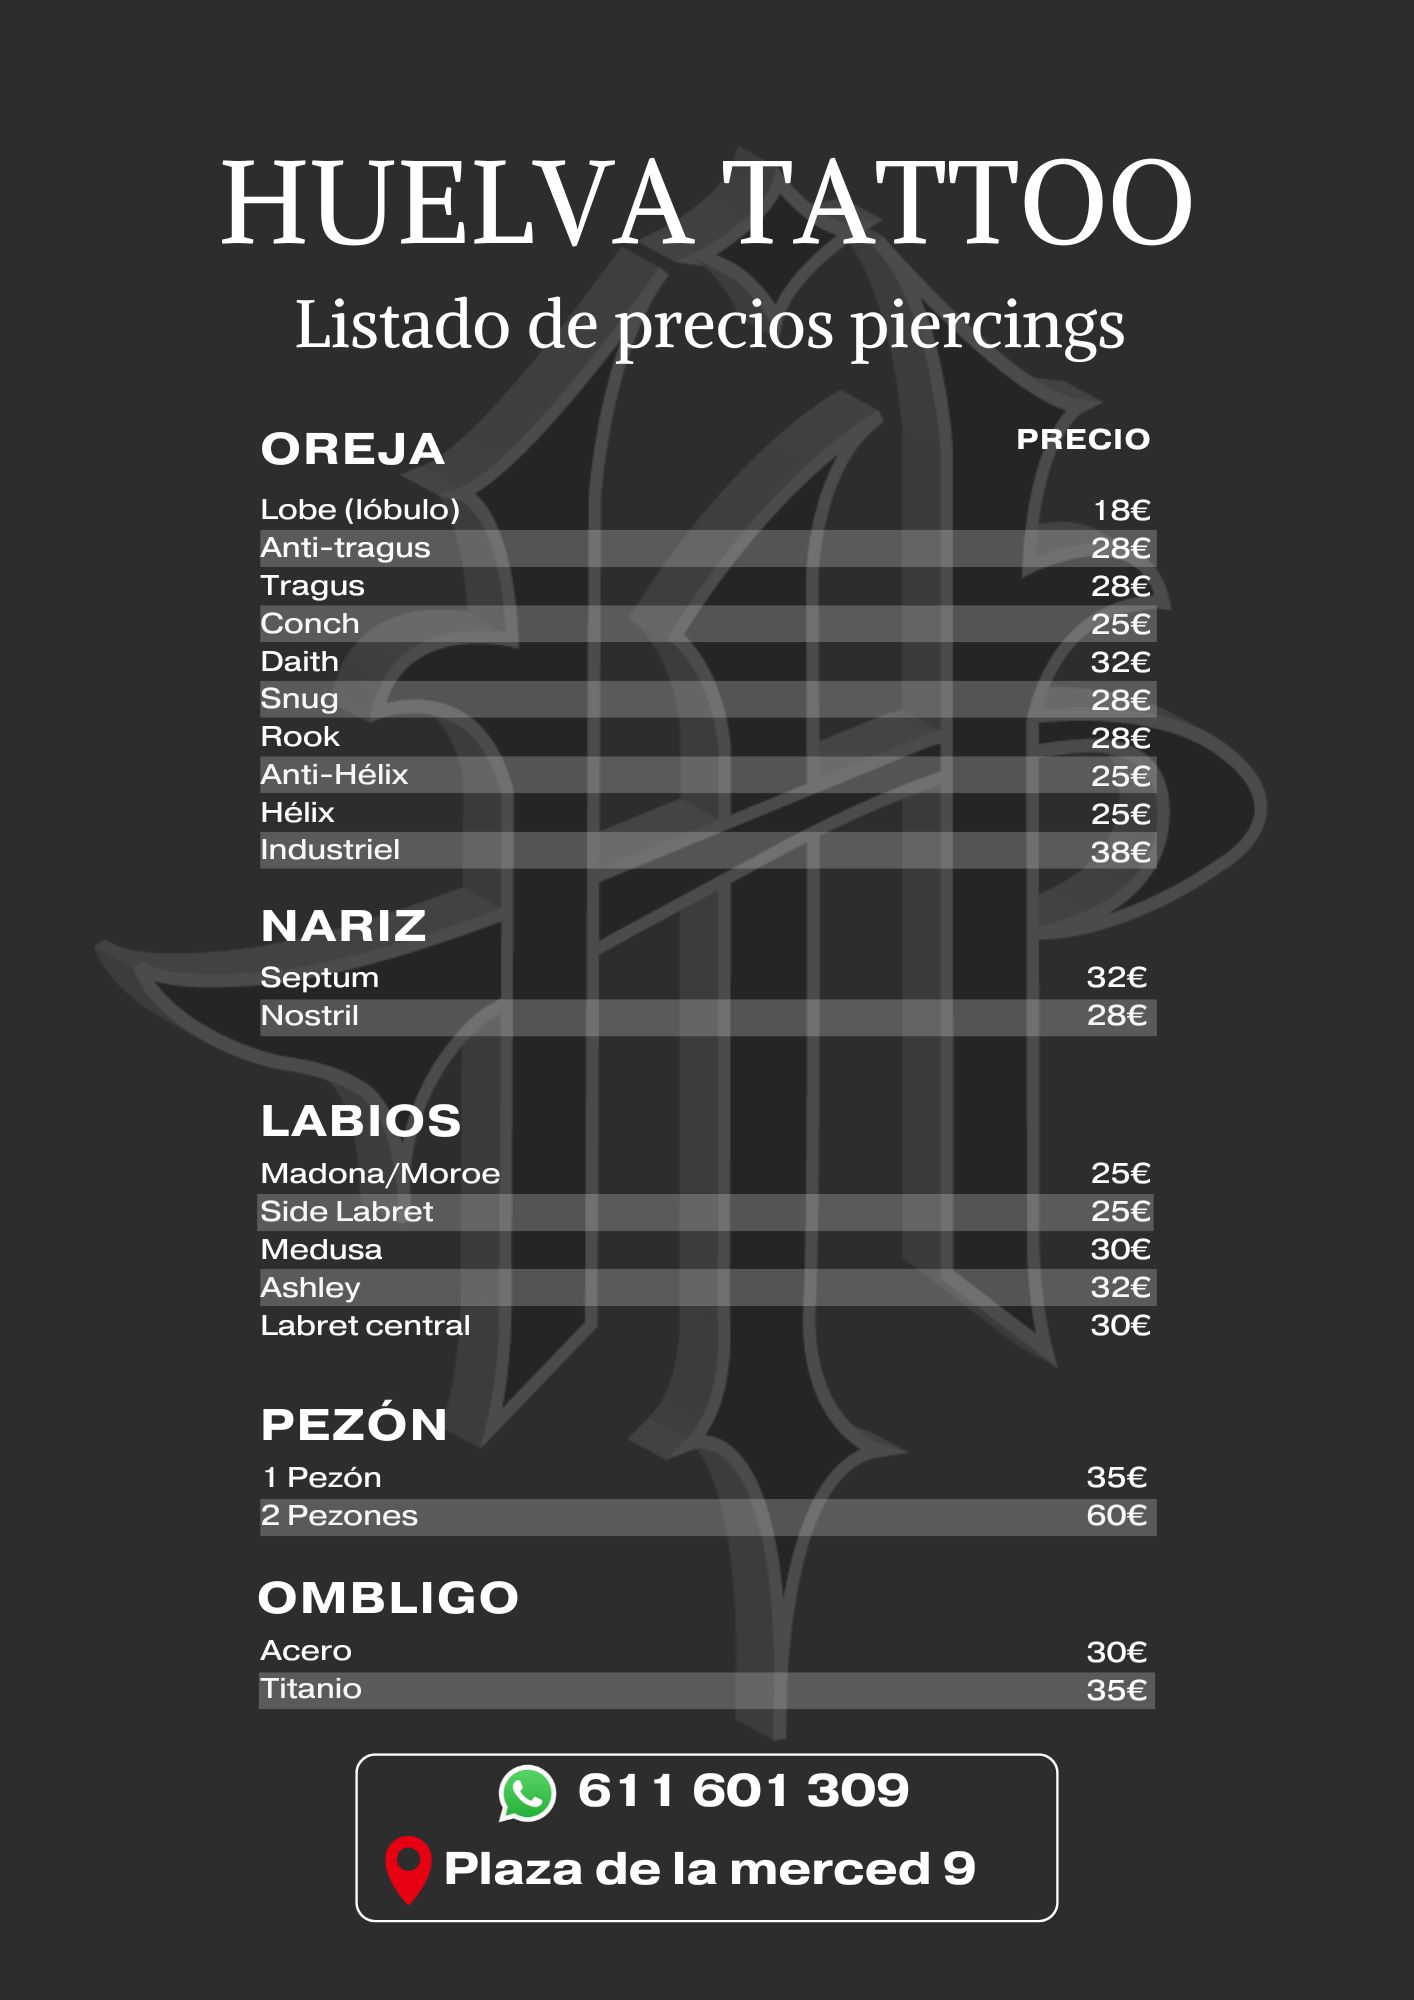 HUELVA TATTOO
Listado de precios piercings
OREJA PRECIO
Lobe (lóbulo) 18€
Anti-tragus 28€
Tragus 28€
Conch 25€
Daith 32€
Snug 28€
Rook 28€
Anti-Hélix 25€
Hélix 25€
Industriel 38€
NARIZ
Septum 32€
Nostril 28€
LABIOS
Madona/Moroe 25€
Side Labret 25€
Medusa 30€
Ashley 32€
Labret central 30€
PEZÓN
1 Pezón 35€
2 Pezones 60€
OMBLIGO
Acero 30€
Titanio 35€
611 601 309
Plaza de la merced 9